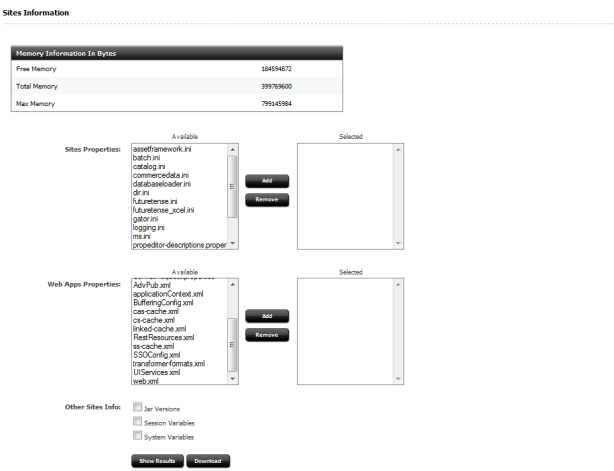 Sites Information
Memory Information In Bytes
Free Memory 184594872
Total Memory 399769600
Max Memory 799145984
Available Selected
Sites Properties:
assetframework.ini
batch.ini
catalog.ini
commercedata.ini
databaseloader.ini
dir.ini
futuretense.ini
futuretense_xcel.ini
gator.ini
logging.ini
ms.ini
propeditor-descriptions.proper
Add
Remove
Available Selected
Web Apps Properties:
AdvPub.xml
applicationContext.xml
BufferingConfig.xml
cas-cache.xml
cs-cache.xml
linked-cache.xml
RestResources.xml
ss-cache.xml
SSOConfig.xml
transformer-formats.xml
UIServices.xml
web.xml
Add
Remove
Other Sites Info:
Jar Versions
Session Variables
System Variables
Show Results Download